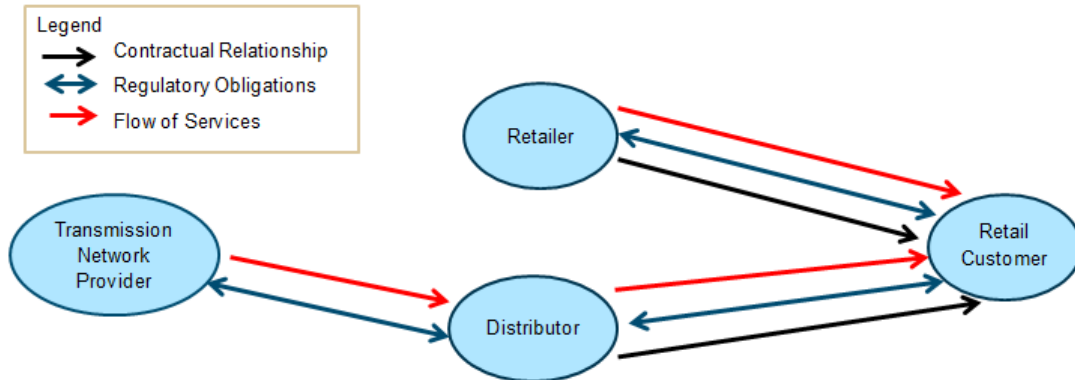 Legend
Contractual Relationship
Regulatory Obligations
Flow of Services
Retailer
Transmission
Network
Provider
Retail
Customer
Distributor